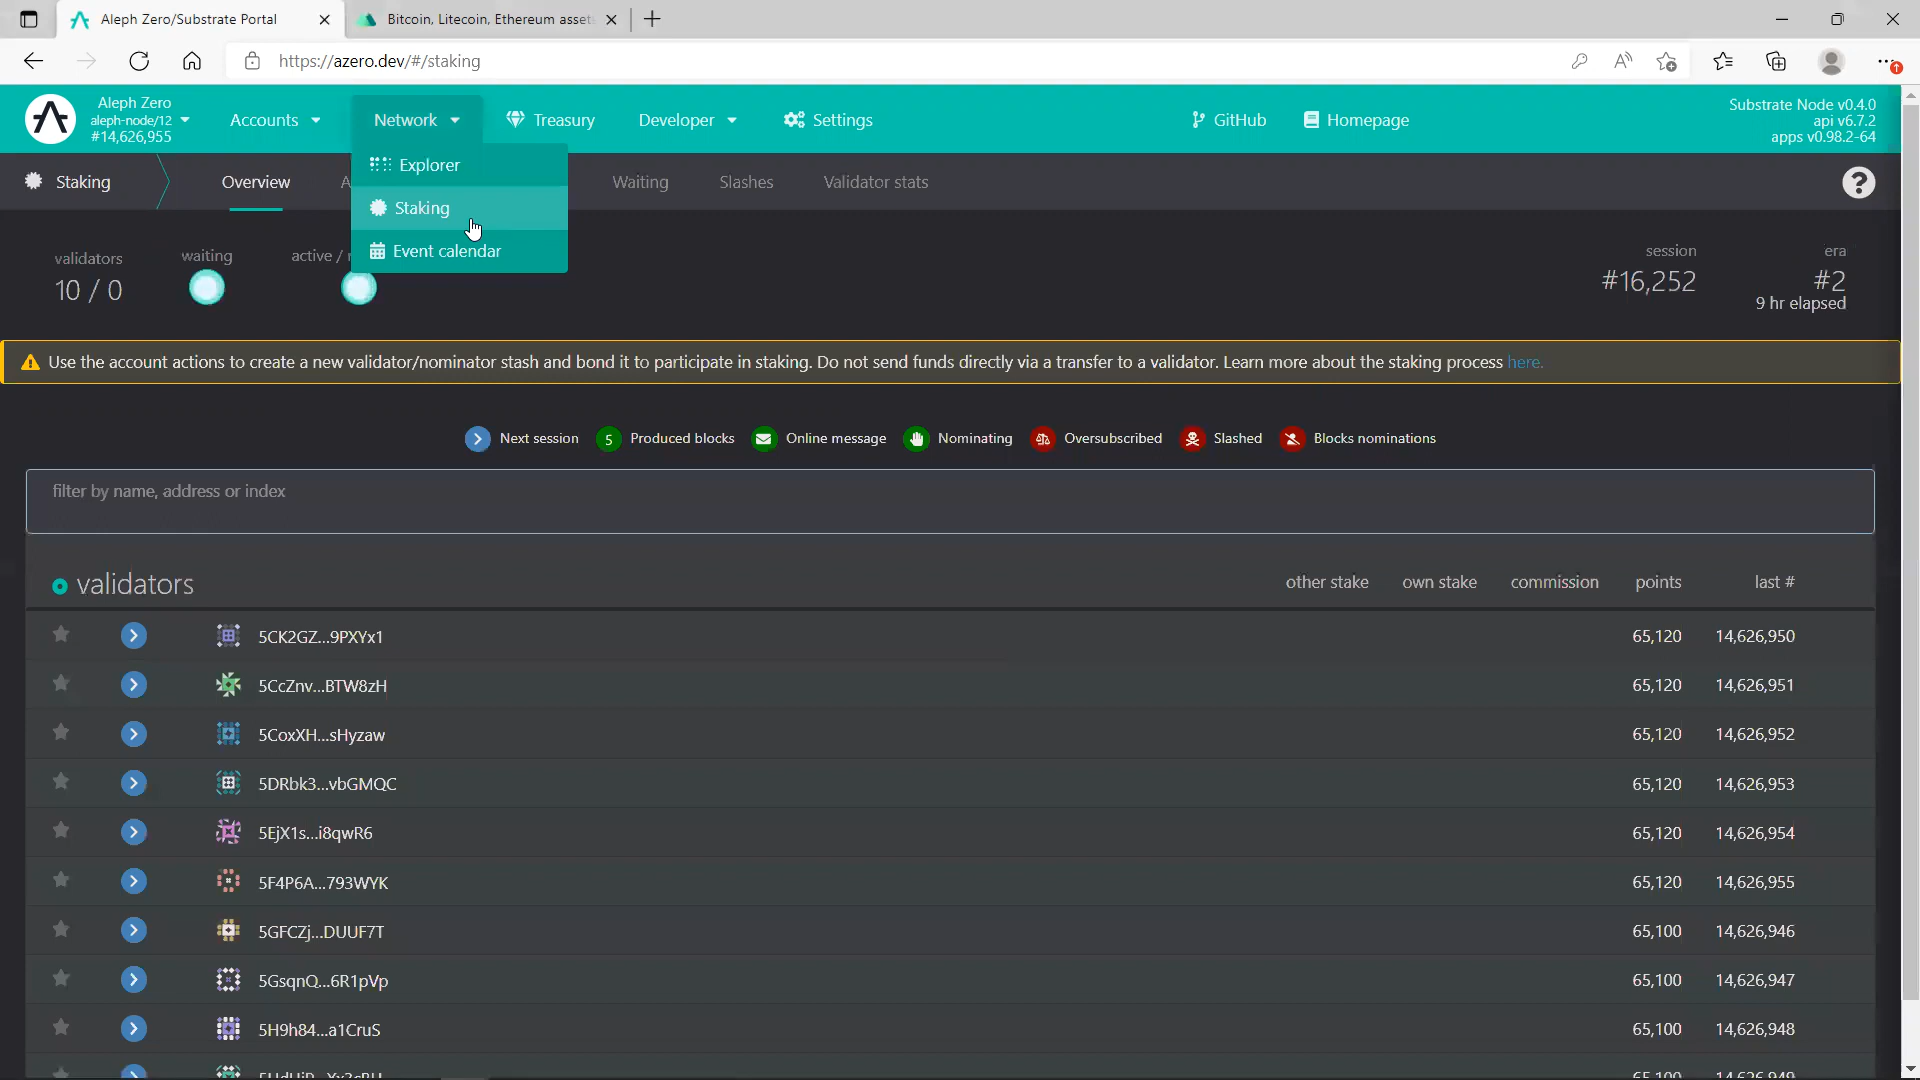 Aleph Zero/Substrate Portal
Bitcoin, Litecoin, Ethereum asset
https://azero.dev/#/staking
Aleph Zero
aleph-node/12
#14,626,955
Accounts
Network
Treasury
Developer
Settings
GitHub
Homepage
Substrate Node v0.4.0
api v6.7.2
apps v0.98.2-64
Explorer
Staking
Event calendar
Staking
Overview
A
Waiting
Slashes
Validator stats
validators
10 / 0
waiting
active /
session
#16,252
era
#2
9 hr elapsed
Use the account actions to create a new validator/nominator stash and bond it to participate in staking. Do not send funds directly via a transfer to a validator. Learn more about the staking process here.
Next session
5 Produced blocks
Online message
Nominating
Oversubscribed
Slashed
Blocks nominations
filter by name, address or index
validators other stake own stake commission points last #
5CK2GZ...9PXYx1 65,120 14,626,950
5CcZnv...BTW8zH 65,120 14,626,951
5CoxXH...sHyzaw 65,120 14,626,952
5DRbk3...vbGMQC 65,120 14,626,953
5EjX1s...i8qwR6 65,120 14,626,954
5F4P6A...793WYK 65,120 14,626,955
5GFCZj...DUUF7T 65,100 14,626,946
5GsqnQ...6R1pVp 65,100 14,626,947
5H9h84...a1CruS 65,100 14,626,948
65,100 14,626,949